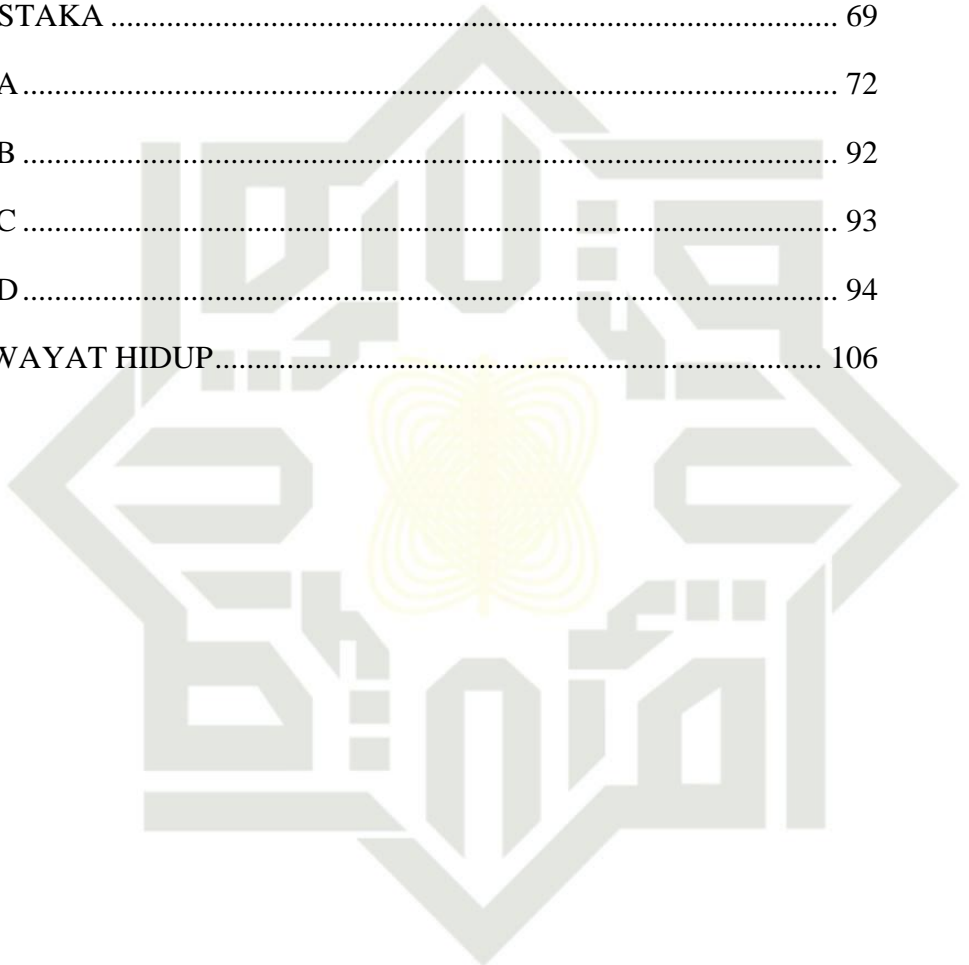 STAKA ........................................................................................... 69
A ...................................................................................................... 72
B ...................................................................................................... 92
C ...................................................................................................... 93
D ...................................................................................................... 94
WAYAT HIDUP ............................................................................ 106